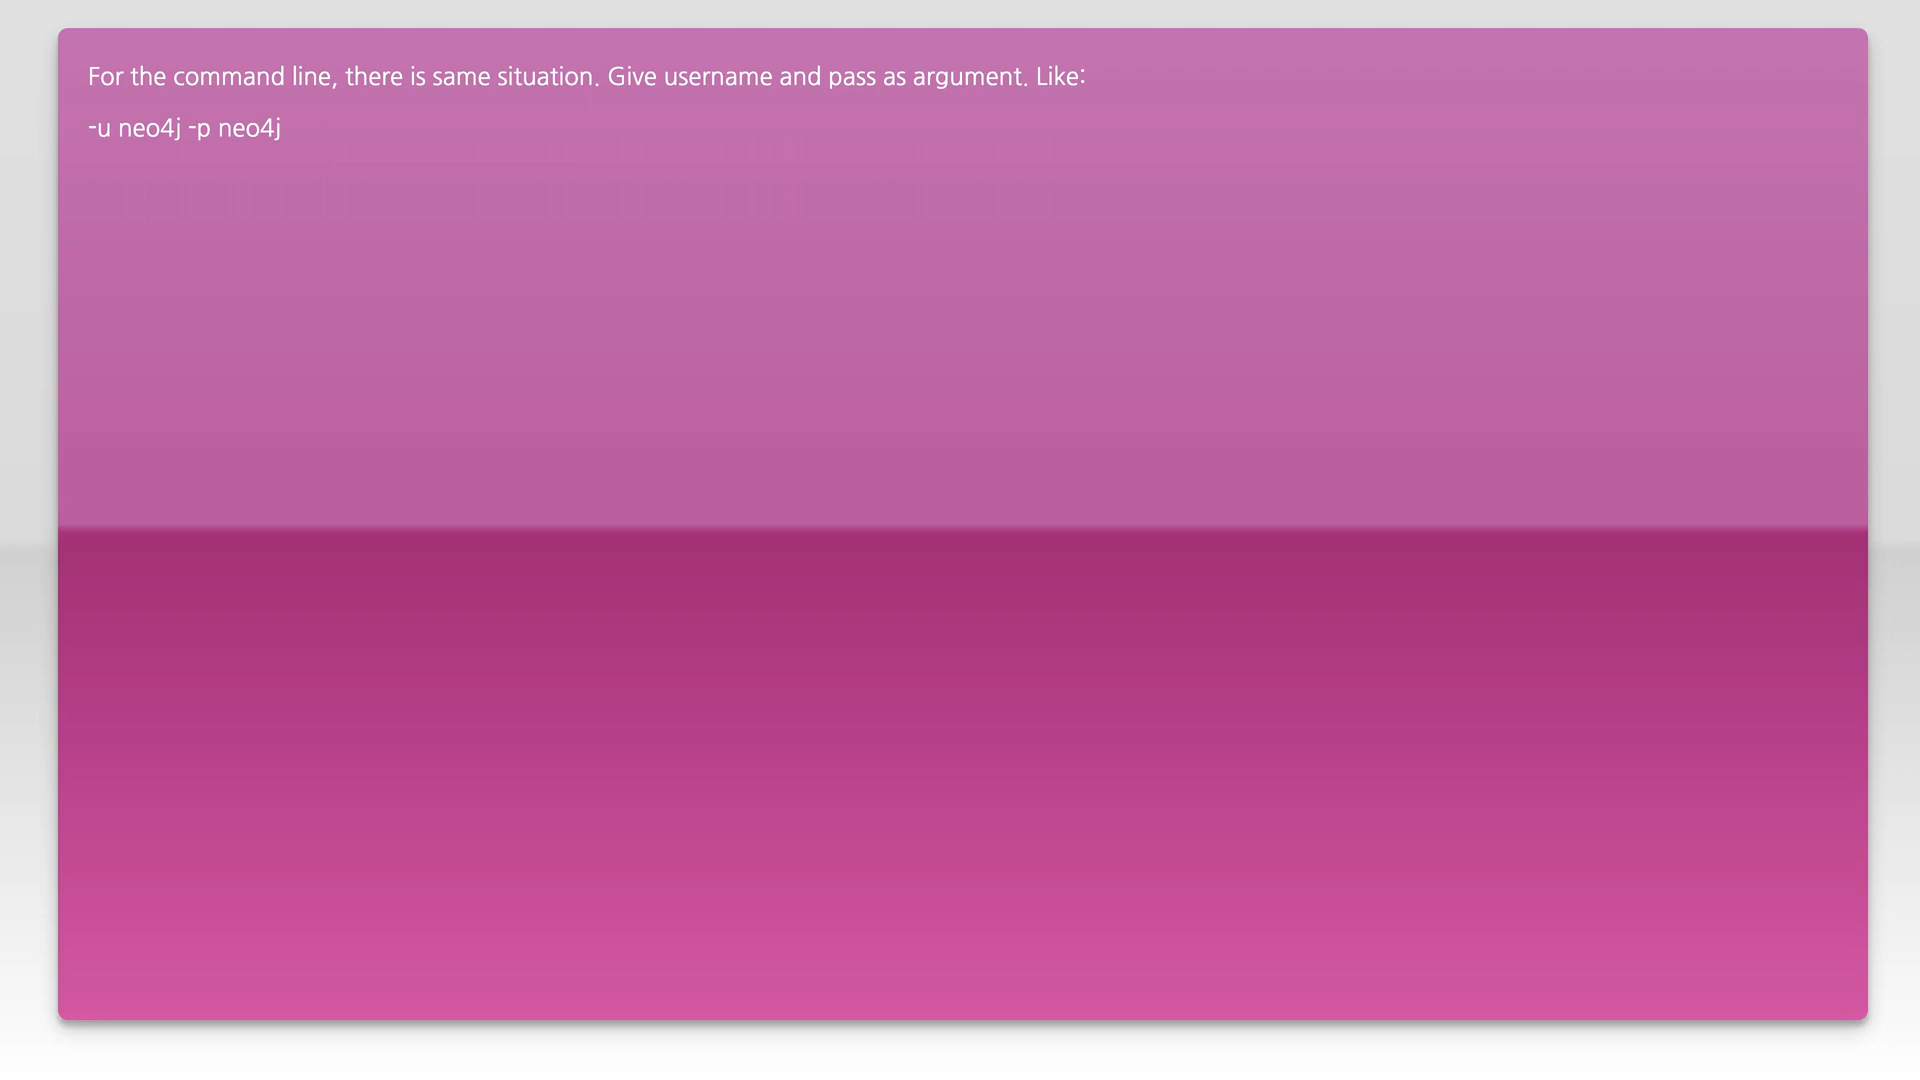 For the command line, there is same situation. Give username and pass as argument. Like:
-u neo4j -p neo4j